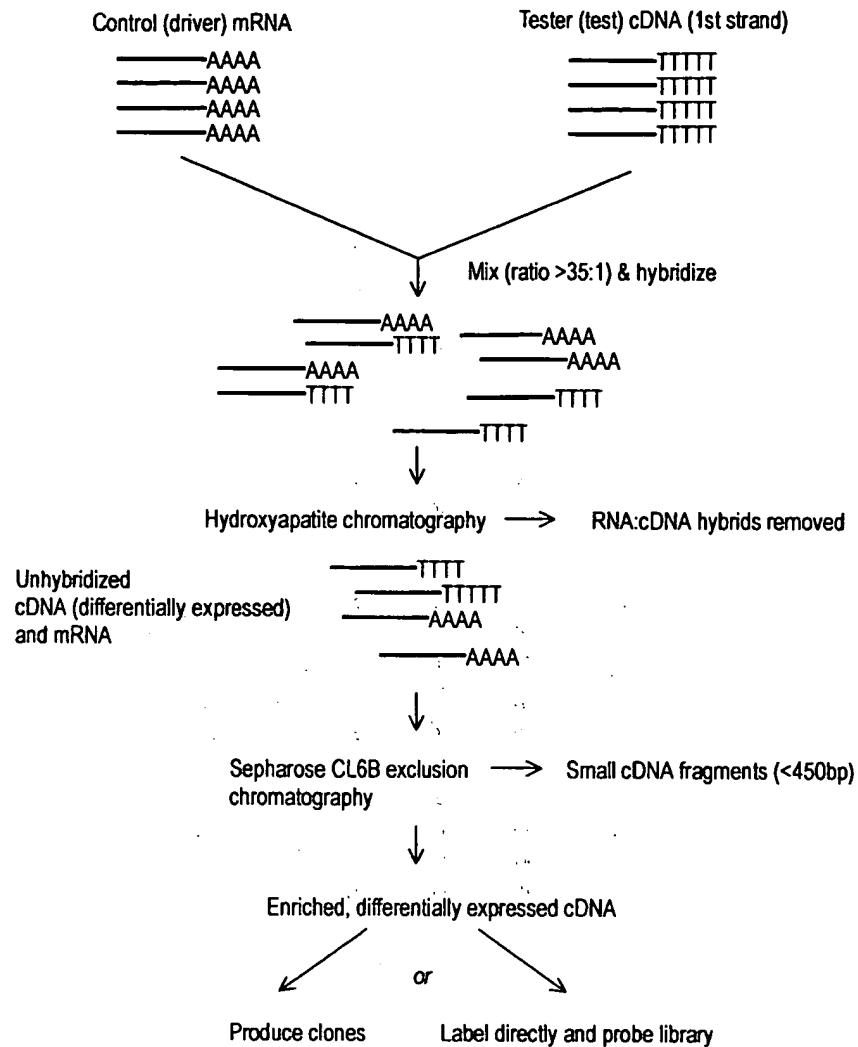 Control (driver) mRNA
Tester (test) cDNA (1st strand)
AAAA
AAAA
AAAA
AAAA
TTTTT
TTTTT
TTTTT
TTTTT
Mix (ratio >35:1) & hybridize
AAAA
TTTT
AAAA
TTTT
AAAA
AAAA
TTTT
TTTT
Hydroxyapatite chromatography
RNA:cDNA hybrids removed
Unhybridized
cDNA (differentially expressed)
and mRNA
TTTT
TTTTT
AAAA
AAAA
Sepharose CL6B exclusion
chromatography
Small cDNA fragments (<450bp)
Enriched, differentially expressed cDNA
or
Produce clones
Label directly and probe library